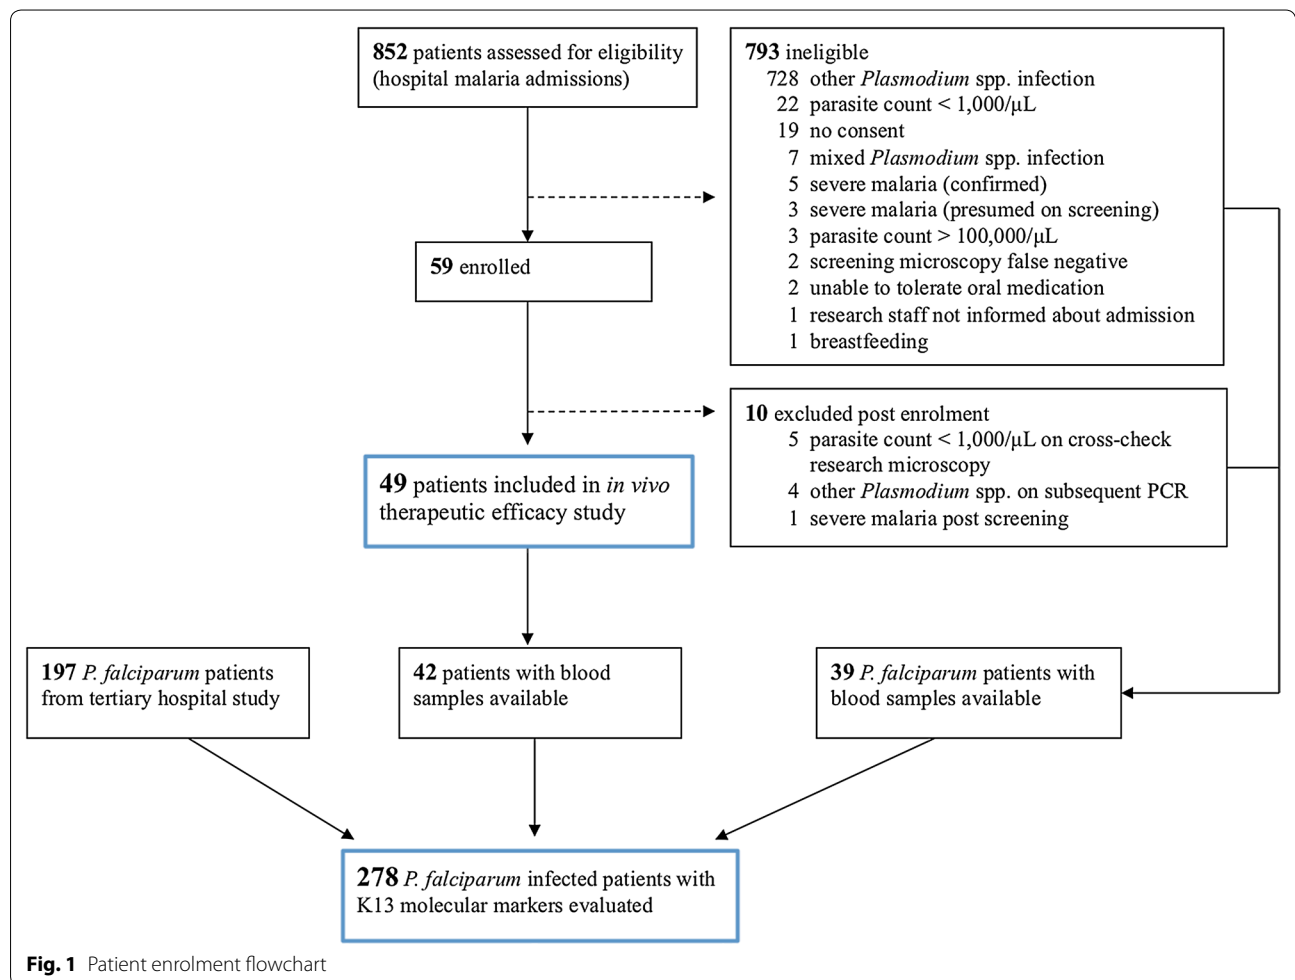 852 patients assessed for eligibility
(hospital malaria admissions)
793 ineligible
728 other Plasmodium spp. infection
22 parasite count < 1,000/μL
19 no consent
7 mixed Plasmodium spp. infection
5 severe malaria (confirmed)
3 severe malaria (presumed on screening)
3 parasite count > 100,000/μL
2 screening microscopy false negative
2 unable to tolerate oral medication
1 research staff not informed about admission
1 breastfeeding
59 enrolled
10 excluded post enrolment
5 parasite count < 1,000/μL on cross-check
research microscopy
4 other Plasmodium spp. on subsequent PCR
1 severe malaria post screening
49 patients included in in vivo
therapeutic efficacy study
197 P. falciparum patients
from tertiary hospital study
42 patients with blood
samples available
39 P. falciparum patients with
blood samples available
278 P. falciparum infected patients with
K13 molecular markers evaluated
Fig. 1 Patient enrolment flowchart